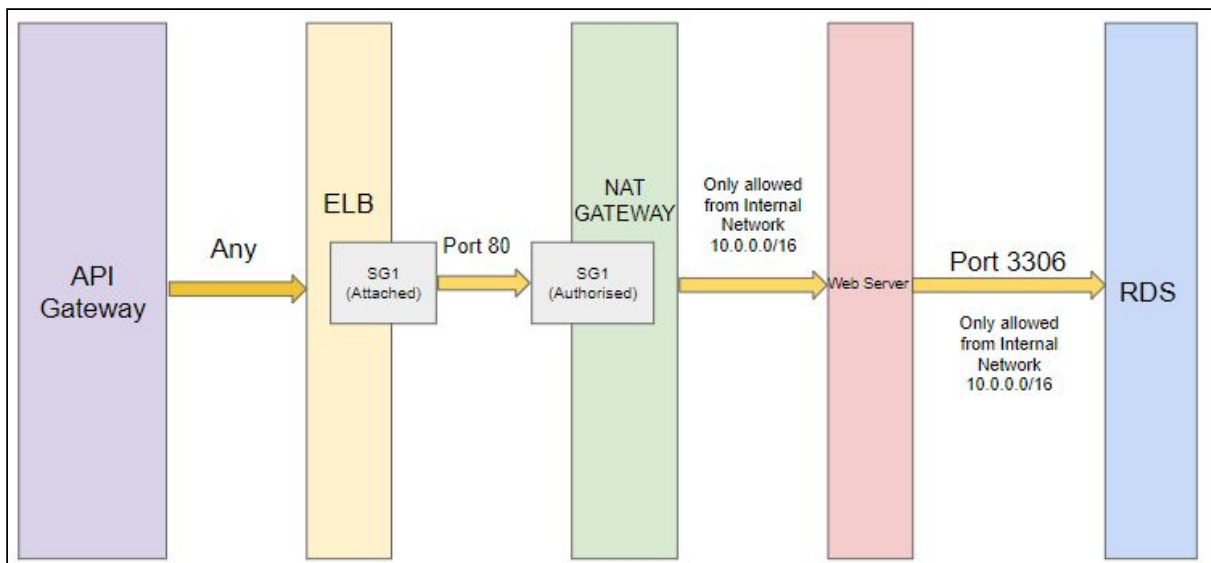 API
Gateway
Any
ELB
SG1
(Attached)
Port 80
NAT
GATEWAY
SG1
(Authorised)
Only allowed
from Internal
Network
10.0.0.0/16
Web Server
Port 3306
Only allowed
from Internal
Network
10.0.0.0/16
RDS